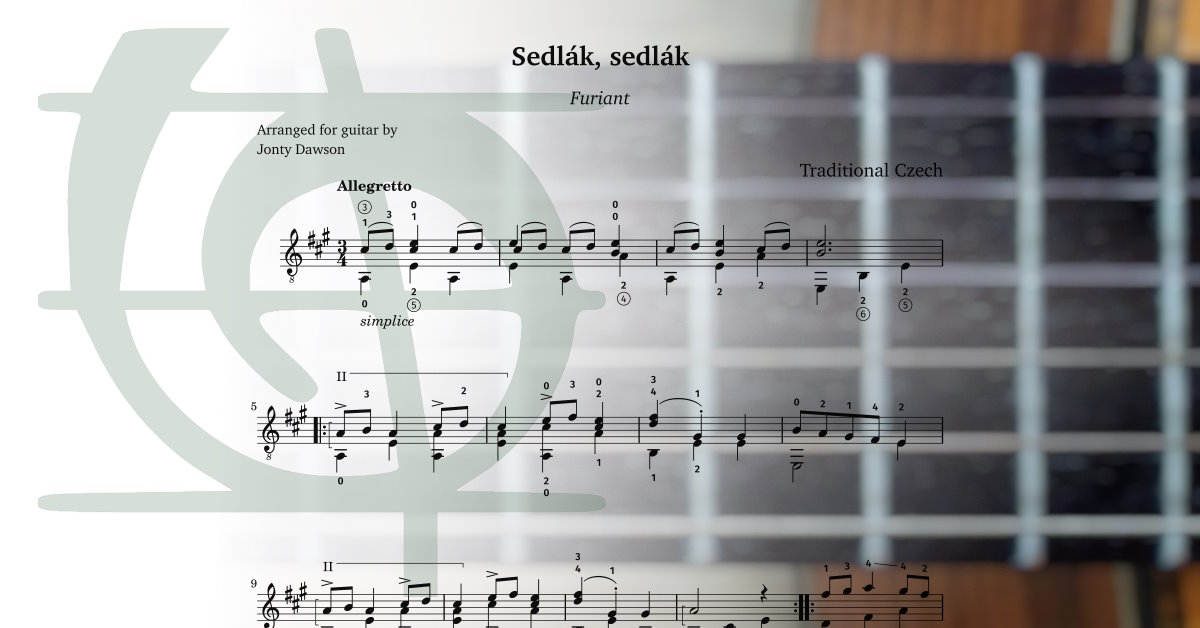 Sedlák, sedlák
Furiant
Arranged for guitar by
Jonty Dawson
Traditional Czech
Allegretto
3 3 0
1 1 0
0
3
4
8
0 2 2 2 2 2
5 4 6 5
simplice
II
3 2 0 3 0 2 3 4 1 0 2 1 4 2
5
8
0 2 0 1 1 2
II
3 4 1 1 3 4 4 2
9